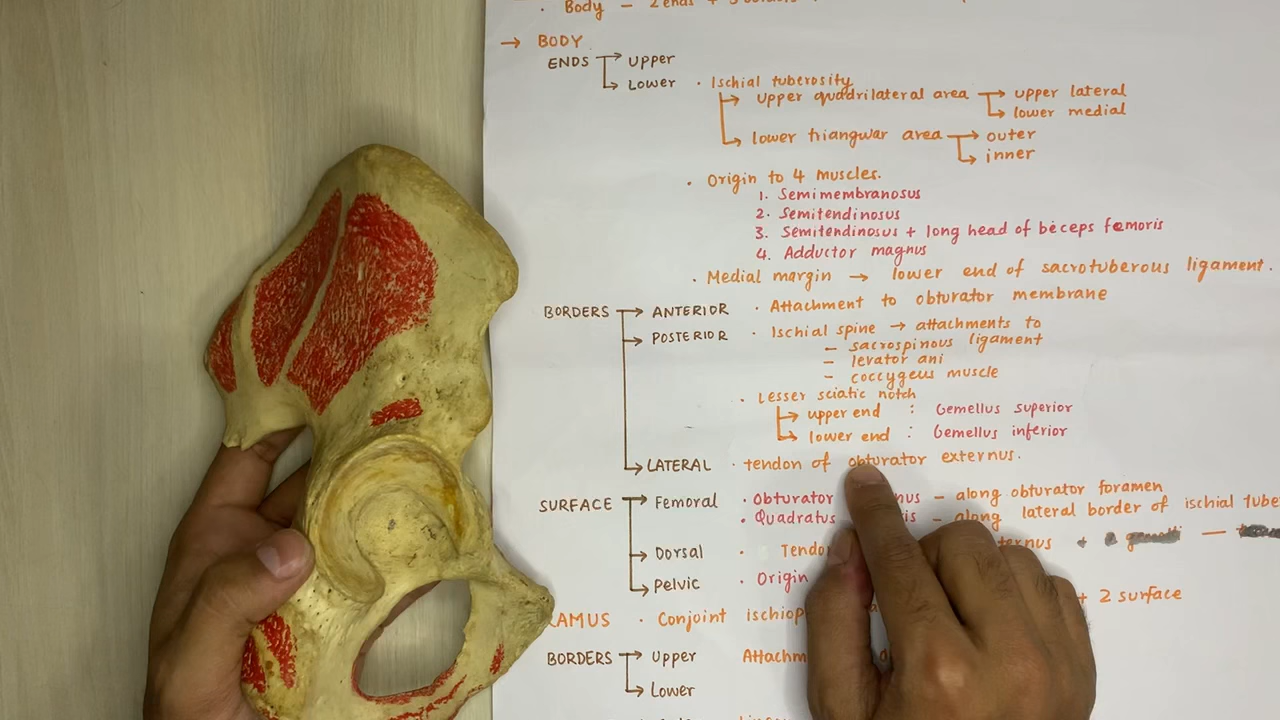 · Body – 2 ends +
→ BODY
ENDS → Upper
→ Lower · Ischial tuberosity
→ Upper quadrilateral area → upper lateral
→ lower medial
→ lower triangular area → outer
→ inner
· Origin to 4 muscles.
1. Semimembranosus
2. Semitendinosus
3. Semitendinosus + long head of biceps femoris
4. Adductor magnus
· Medial margin → lower end of sacrotuberous ligament.
BORDERS → ANTERIOR · Attachment to obturator membrane
→ POSTERIOR · Ischial spine → attachments to
– sacrospinous ligament
– levator ani
– coccygeus muscle
· Lesser sciatic notch
→ upper end : Gemellus superior
→ lower end : Gemellus inferior
→ LATERAL · tendon of obturator externus.
SURFACE → Femoral · Obturator – along obturator foramen
· Quadratus – along lateral border of ischial
→ Dorsal ·
→ Pelvic · Origin
RAMUS · Conjoint + 2 surface
BORDERS → Upper
→ Lower